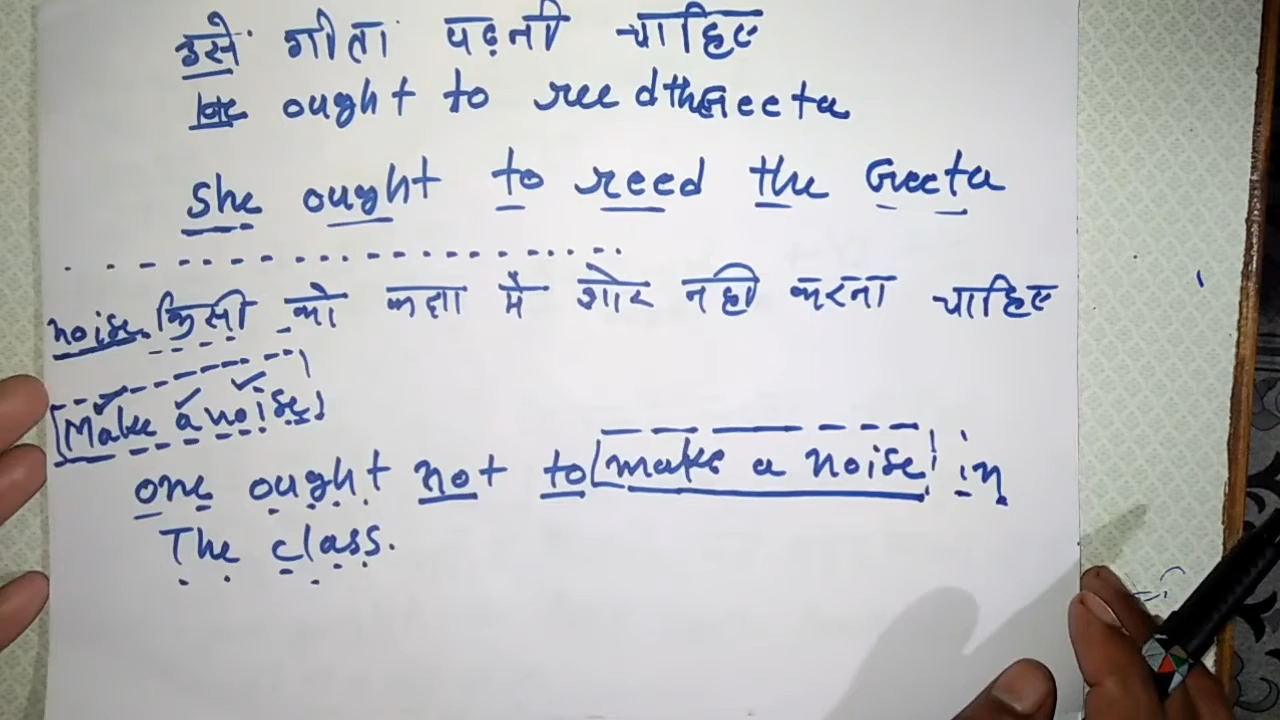 उसे गीता पढ़नी चाहिए
He ought to reed the Geeta
She ought to reed the Geeta
noise. किसी को कक्षा मे शोर नही करना चाहिए
Make a noise
one ought not to make a noise in
The class.